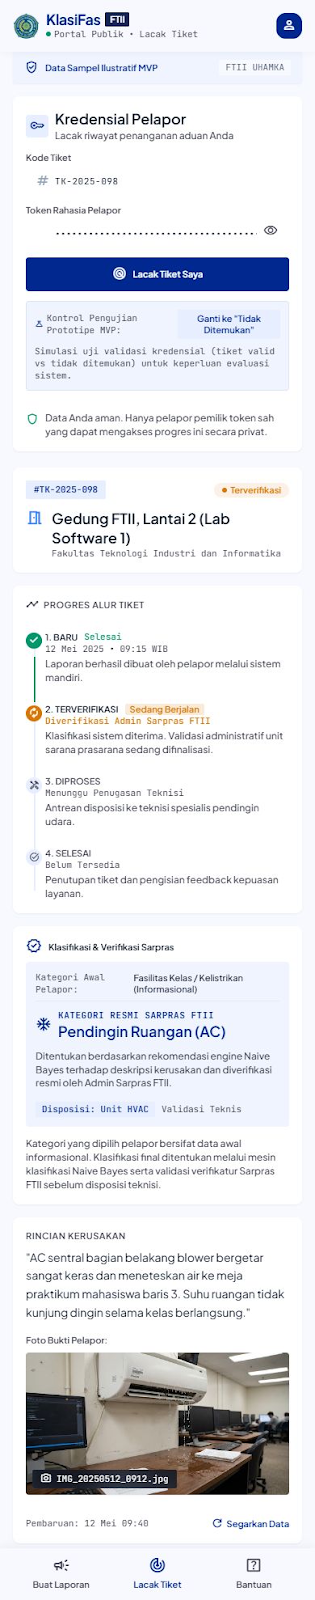 KlasiFas FTII
Portal Publik • Lacak Tiket
Data Sampel Ilustratif MVP
FTII UHAMKA
Kredensial Pelapor
Lacak riwayat penanganan aduan Anda
Kode Tiket
# TK-2025-098
Token Rahasia Pelapor
Lacak Tiket Saya
Kontrol Pengujian
Prototipe MVP:
Ganti ke "Tidak
Ditemukan"
Simulasi uji validasi kredensial (tiket valid
vs tidak ditemukan) untuk keperluan evaluasi
sistem.
Data Anda aman. Hanya pelapor pemilik token sah
yang dapat mengakses progres ini secara privat.
#TK-2025-098
Terverifikasi
Gedung FTII, Lantai 2 (Lab
Software 1)
Fakultas Teknologi Industri dan Informatika
PROGRES ALUR TIKET
1. BARU Selesai
12 Mei 2025 • 09:15 WIB
Laporan berhasil dibuat oleh pelapor melalui sistem
mandiri.
2. TERVERIFIKASI Sedang Berjalan
Diverifikasi Admin Sarpras FTII
Klasifikasi sistem diterima. Validasi administratif unit
sarana prasarana sedang difinalisasi.
3. DIPROSES
Menunggu Penugasan Teknisi
Antrean disposisi ke teknisi spesialis pendingin
udara.
4. SELESAI
Belum Tersedia
Penutupan tiket dan pengisian feedback kepuasan
layanan.
Klasifikasi & Verifikasi Sarpras
Kategori Awal
Pelapor:
Fasilitas Kelas / Kelistrikan
(Informasional)
KATEGORI RESMI SARPRAS FTII
Pendingin Ruangan (AC)
Ditentukan berdasarkan rekomendasi engine Naive
Bayes terhadap deskripsi kerusakan dan diverifikasi
resmi oleh Admin Sarpras FTII.
Disposisi: Unit HVAC Validasi Teknis
Kategori yang dipilih pelapor bersifat data awal
informasional. Klasifikasi final ditentukan melalui mesin
klasifikasi Naive Bayes serta validasi verifikatur Sarpras
FTII sebelum disposisi teknisi.
RINCIAN KERUSAKAN
"AC sentral bagian belakang blower bergetar
sangat keras dan meneteskan air ke meja
praktikum mahasiswa baris 3. Suhu ruangan tidak
kunjung dingin selama kelas berlangsung."
Foto Bukti Pelapor:
IMG_20250512_0912.jpg
Pembaruan: 12 Mei 09:40
Segarkan Data
Buat Laporan
Lacak Tiket
Bantuan